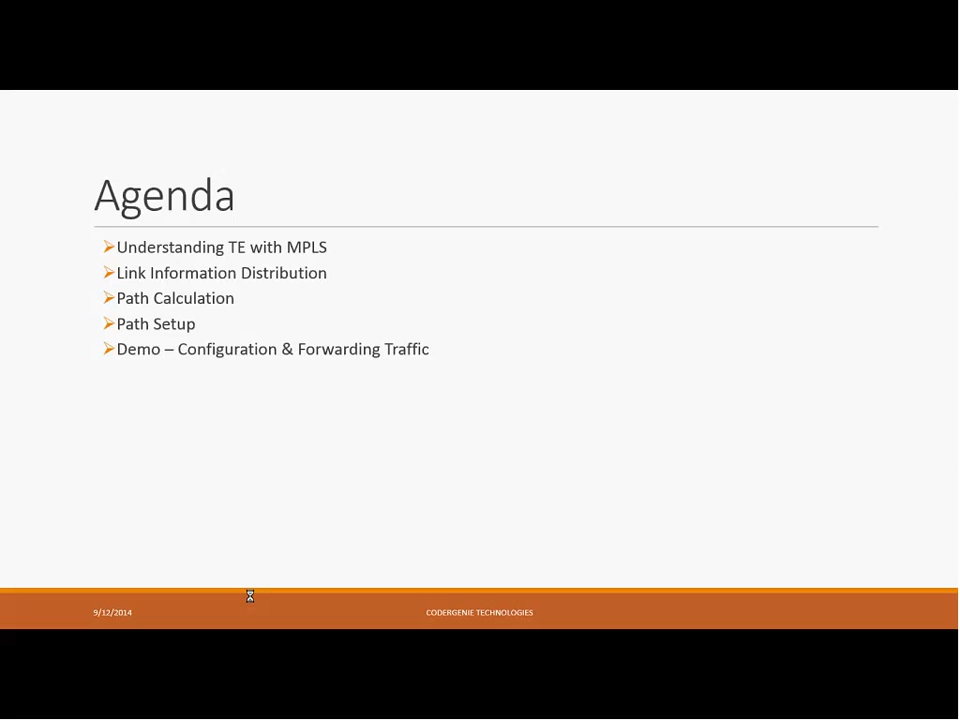 Agenda
Understanding TE with MPLS
Link Information Distribution
Path Calculation
Path Setup
Demo – Configuration & Forwarding Traffic
9/12/2014
CODERGENIE TECHNOLOGIES